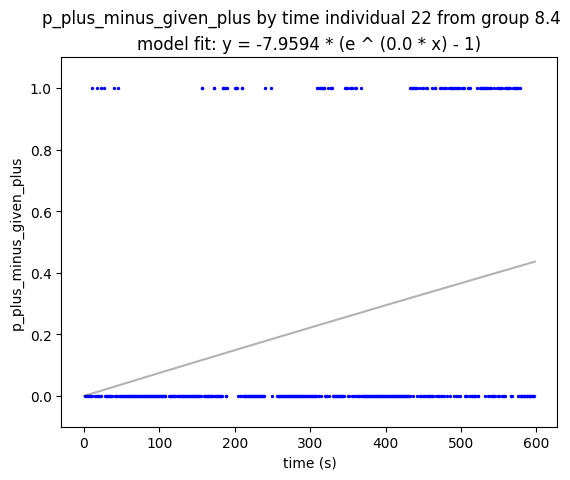 p_plus_minus_given_plus by time individual 22 from group 8.4
model fit: y = -7.9594 * (e ^ (0.0 * x) - 1)
1.0
0.8
0.6
0.4
0.2
0.0
p_plus_minus_given_plus
0 100 200 300 400 500 600
time (s)